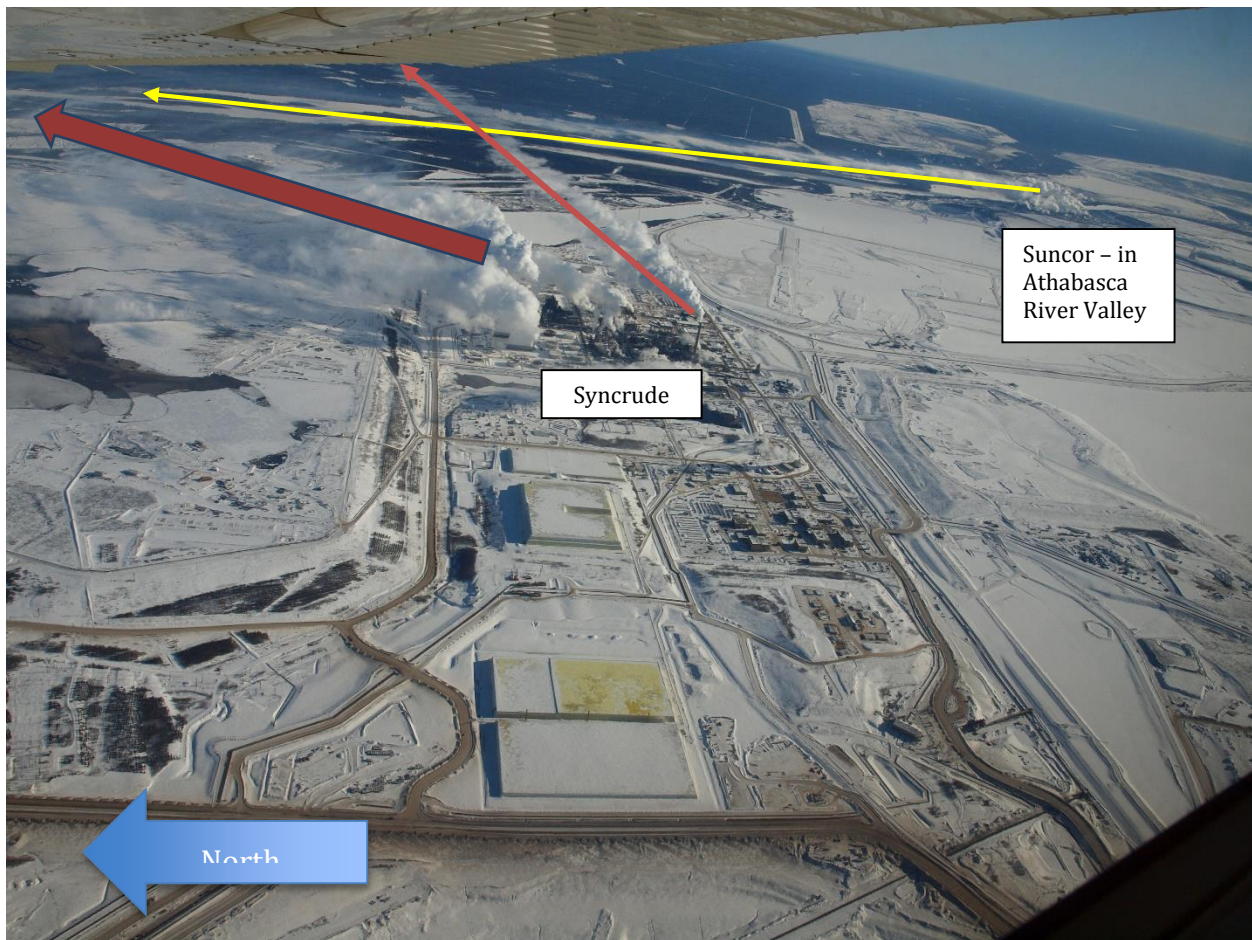 Suncor – in
Athabasca
River Valley
Syncrude
North